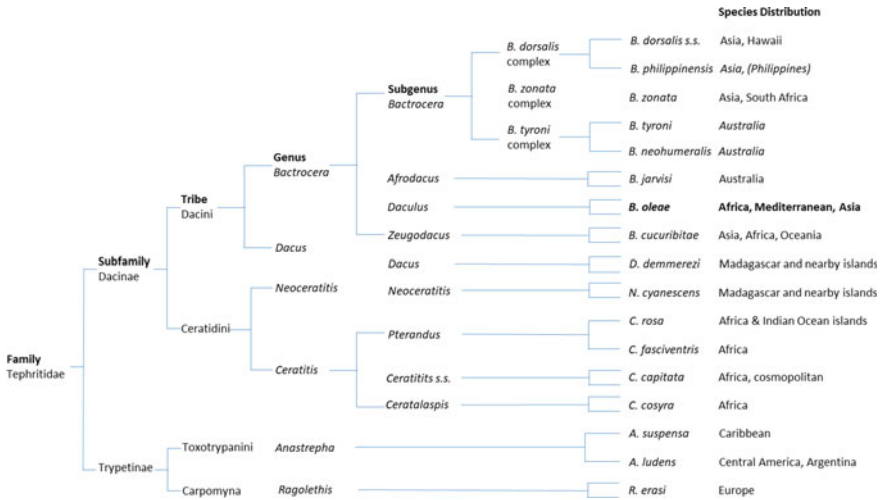 Species Distribution
B. dorsalis complex
B. dorsalis s.s. Asia, Hawaii
B. philippinensis Asia, (Philippines)
Subgenus
Bactrocera
B. zonata complex
B. zonata Asia, South Africa
B. tyroni complex
B. tyroni Australia
B. neohumeralis Australia
Genus
Bactrocera
Afrodacus B. jarvisi Australia
Tribe
Dacini
Daculus B. oleae Africa, Mediterranean, Asia
Zeugodacus B. cucuribitae Asia, Africa, Oceania
Dacus
Dacus D. demmerezi Madagascar and nearby islands
Subfamily
Dacinae
Neoceratitis Neoceratitis N. cyanescens Madagascar and nearby islands
Ceratidini
Pterandus
C. rosa Africa & Indian Ocean islands
C. fasciventris Africa
Family
Tephritidae
Ceratitis
Ceratitits s.s. C. capitata Africa, cosmopolitan
Ceratalaspis C. cosyra Africa
Toxotrypanini Anastrepha
A. suspensa Caribbean
A. ludens Central America, Argentina
Trypetinae
Carpomyna Ragolethis R. erasi Europe